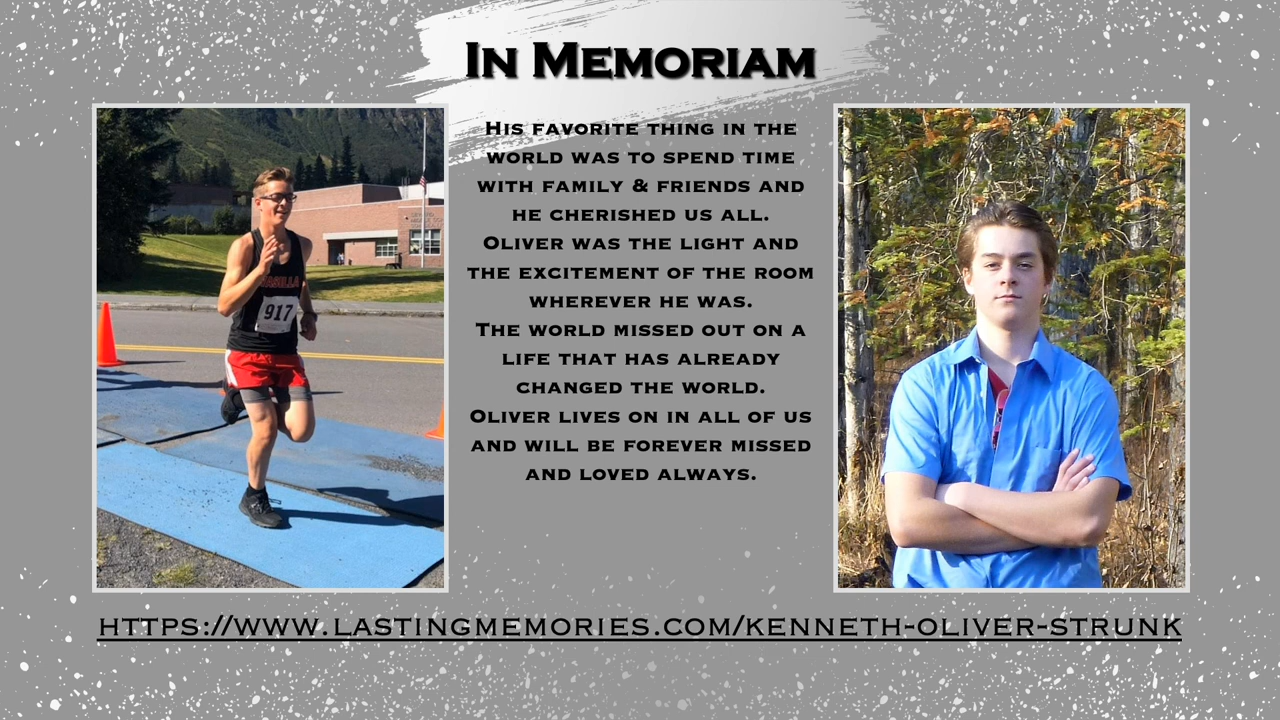 In Memoriam
His favorite thing in the
world was to spend time
with family & friends and
he cherished us all.
Oliver was the light and
the excitement of the room
wherever he was.
The world missed out on a
life that has already
changed the world.
Oliver lives on in all of us
and will be forever missed
and loved always.
917
https://www.lastingmemories.com/kenneth-oliver-strunk